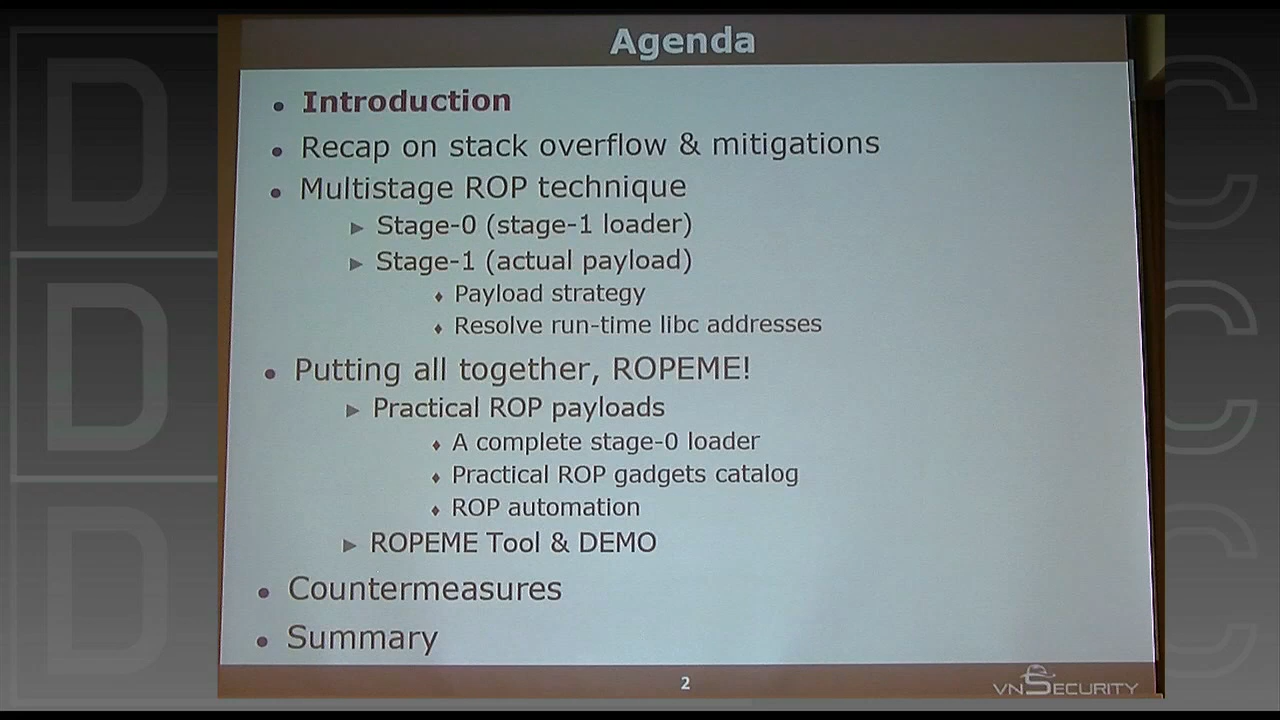 Agenda
• Introduction
• Recap on stack overflow & mitigations
• Multistage ROP technique
► Stage-0 (stage-1 loader)
► Stage-1 (actual payload)
♦ Payload strategy
♦ Resolve run-time libc addresses
• Putting all together, ROPEME!
► Practical ROP payloads
♦ A complete stage-0 loader
♦ Practical ROP gadgets catalog
♦ ROP automation
► ROPEME Tool & DEMO
• Countermeasures
• Summary
2
VNSECURITY
D
D
D
C
C
C